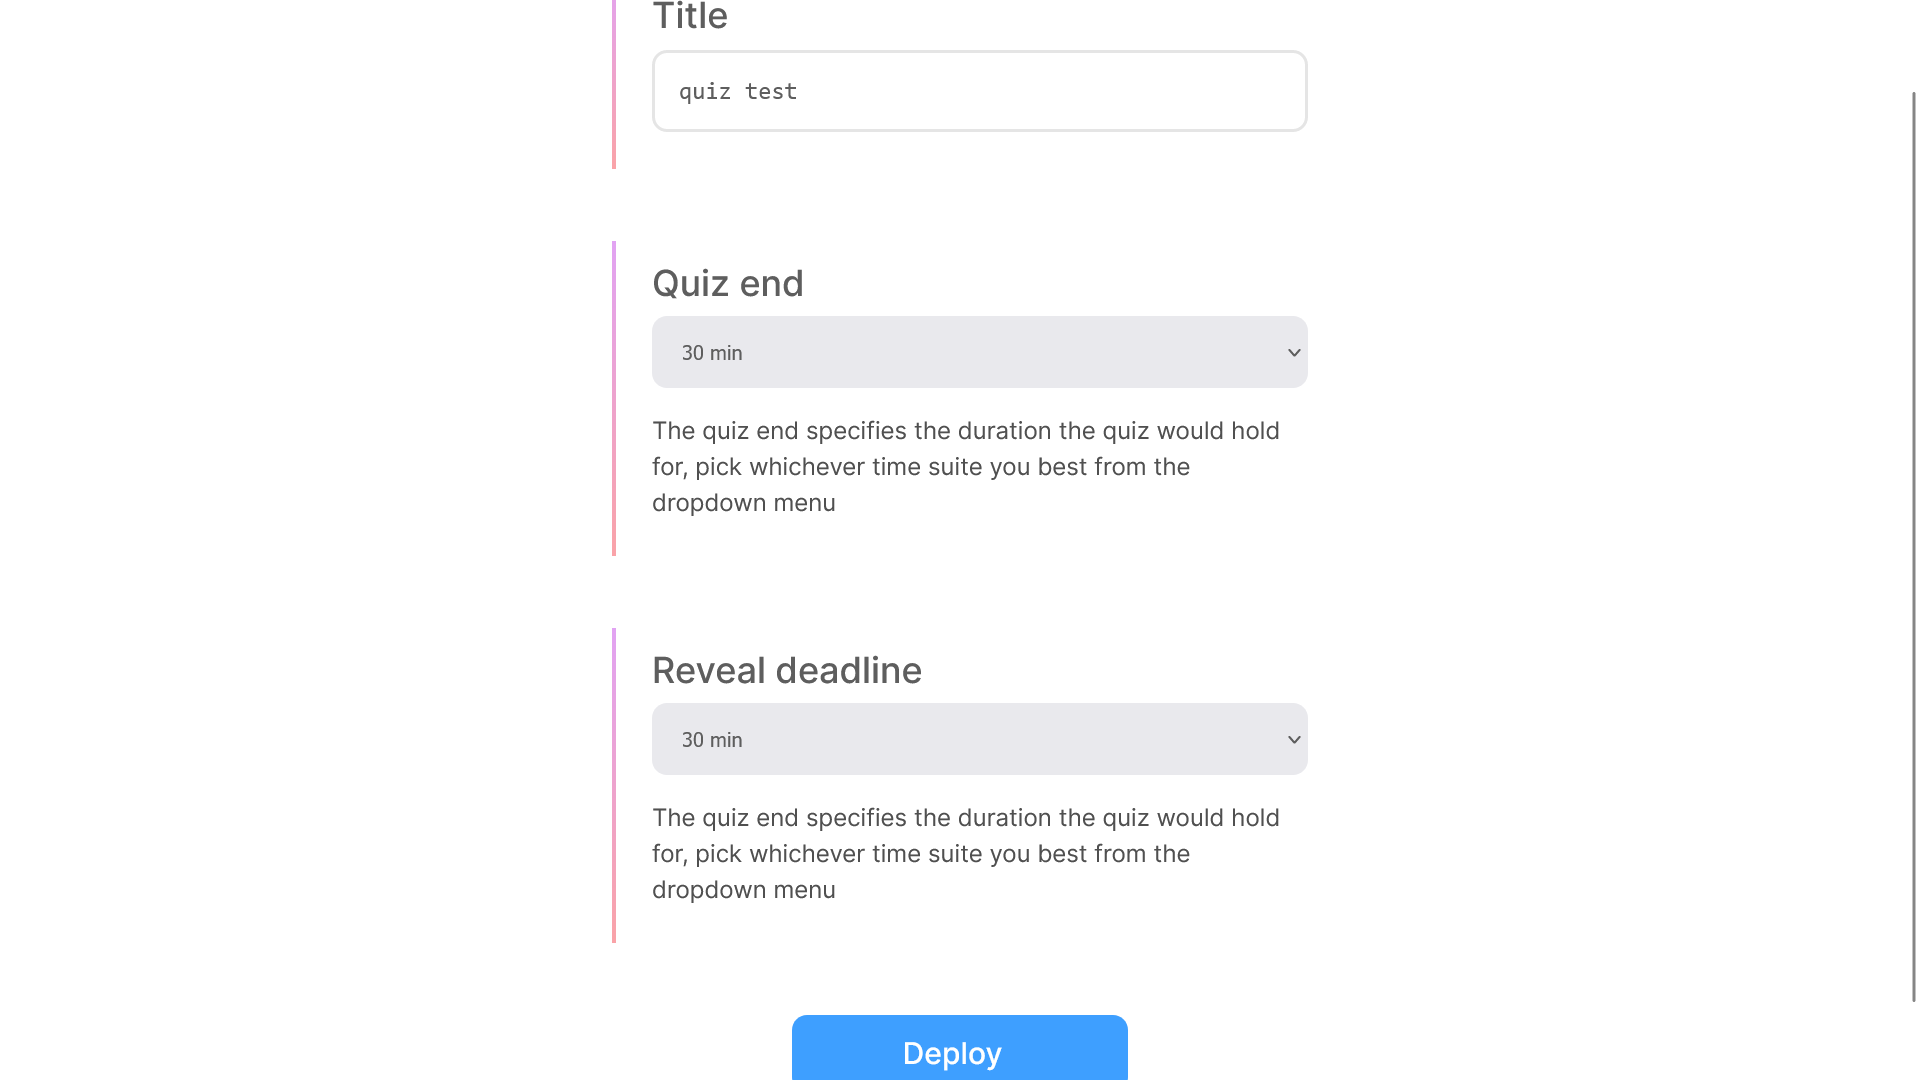 Title
quiz test
Quiz end
30 min
The quiz end specifies the duration the quiz would hold
for, pick whichever time suite you best from the
dropdown menu
Reveal deadline
30 min
The quiz end specifies the duration the quiz would hold
for, pick whichever time suite you best from the
dropdown menu
Deploy